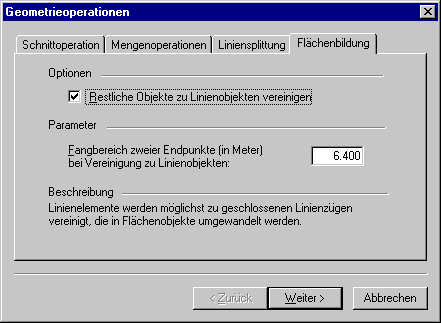 Geometrieoperationen
Schnittoperation Mengenoperationen Liniensplittung Flächenbildung
Optionen
Restliche Objekte zu Linienobjekten vereinigen
Parameter
Fangbereich zweier Endpunkte (in Meter)
bei Vereinigung zu Linienobjekten:
6.400
Beschreibung
Linienelemente werden möglichst zu geschlossenen Linienzügen
vereinigt, die in Flächenobjekte umgewandelt werden.
< Zurück Weiter > Abbrechen